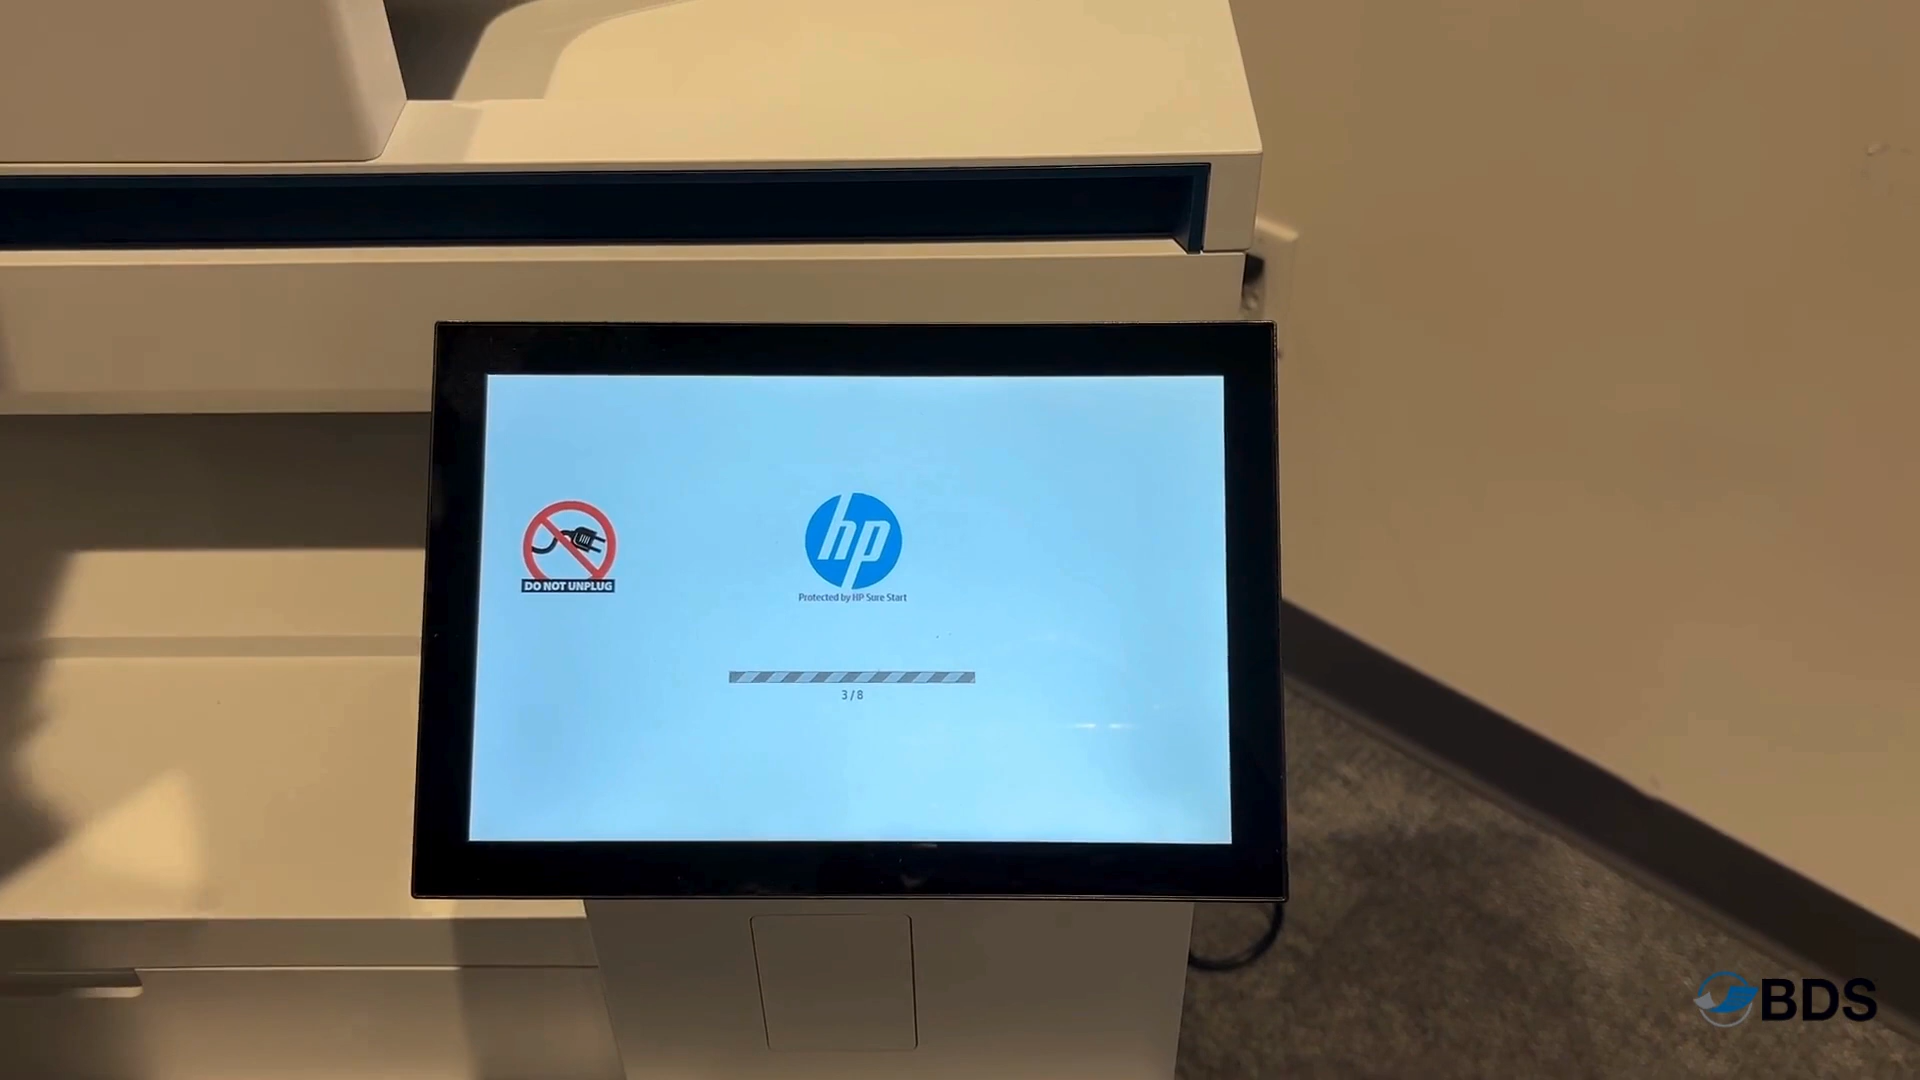 DO NOT UNPLUG
hp
Protected by HP Sure Start
3 / 8
BDS